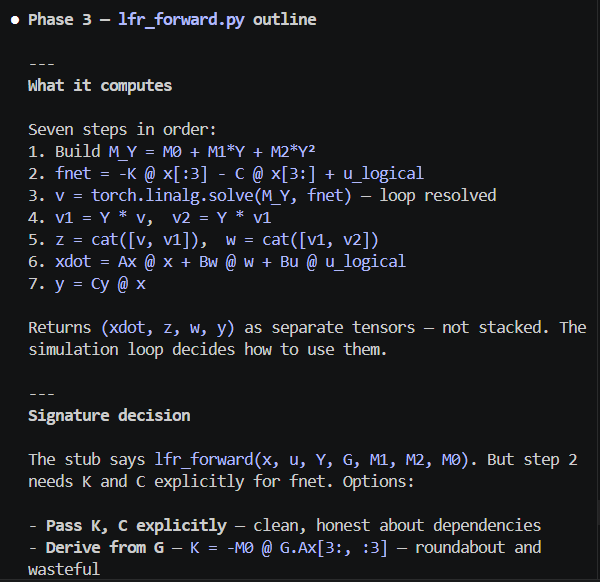 ● Phase 3 — lfr_forward.py outline
---
What it computes
Seven steps in order:
1. Build M_Y = M0 + M1*Y + M2*Y²
2. fnet = -K @ x[:3] - C @ x[3:] + u_logical
3. v = torch.linalg.solve(M_Y, fnet) — loop resolved
4. v1 = Y * v,  v2 = Y * v1
5. z = cat([v, v1]),  w = cat([v1, v2])
6. xdot = Ax @ x + Bw @ w + Bu @ u_logical
7. y = Cy @ x
Returns (xdot, z, w, y) as separate tensors — not stacked. The
simulation loop decides how to use them.
---
Signature decision
The stub says lfr_forward(x, u, Y, G, M1, M2, M0). But step 2
needs K and C explicitly for fnet. Options:
- Pass K, C explicitly — clean, honest about dependencies
- Derive from G — K = -M0 @ G.Ax[3:, :3] — roundabout and
wasteful